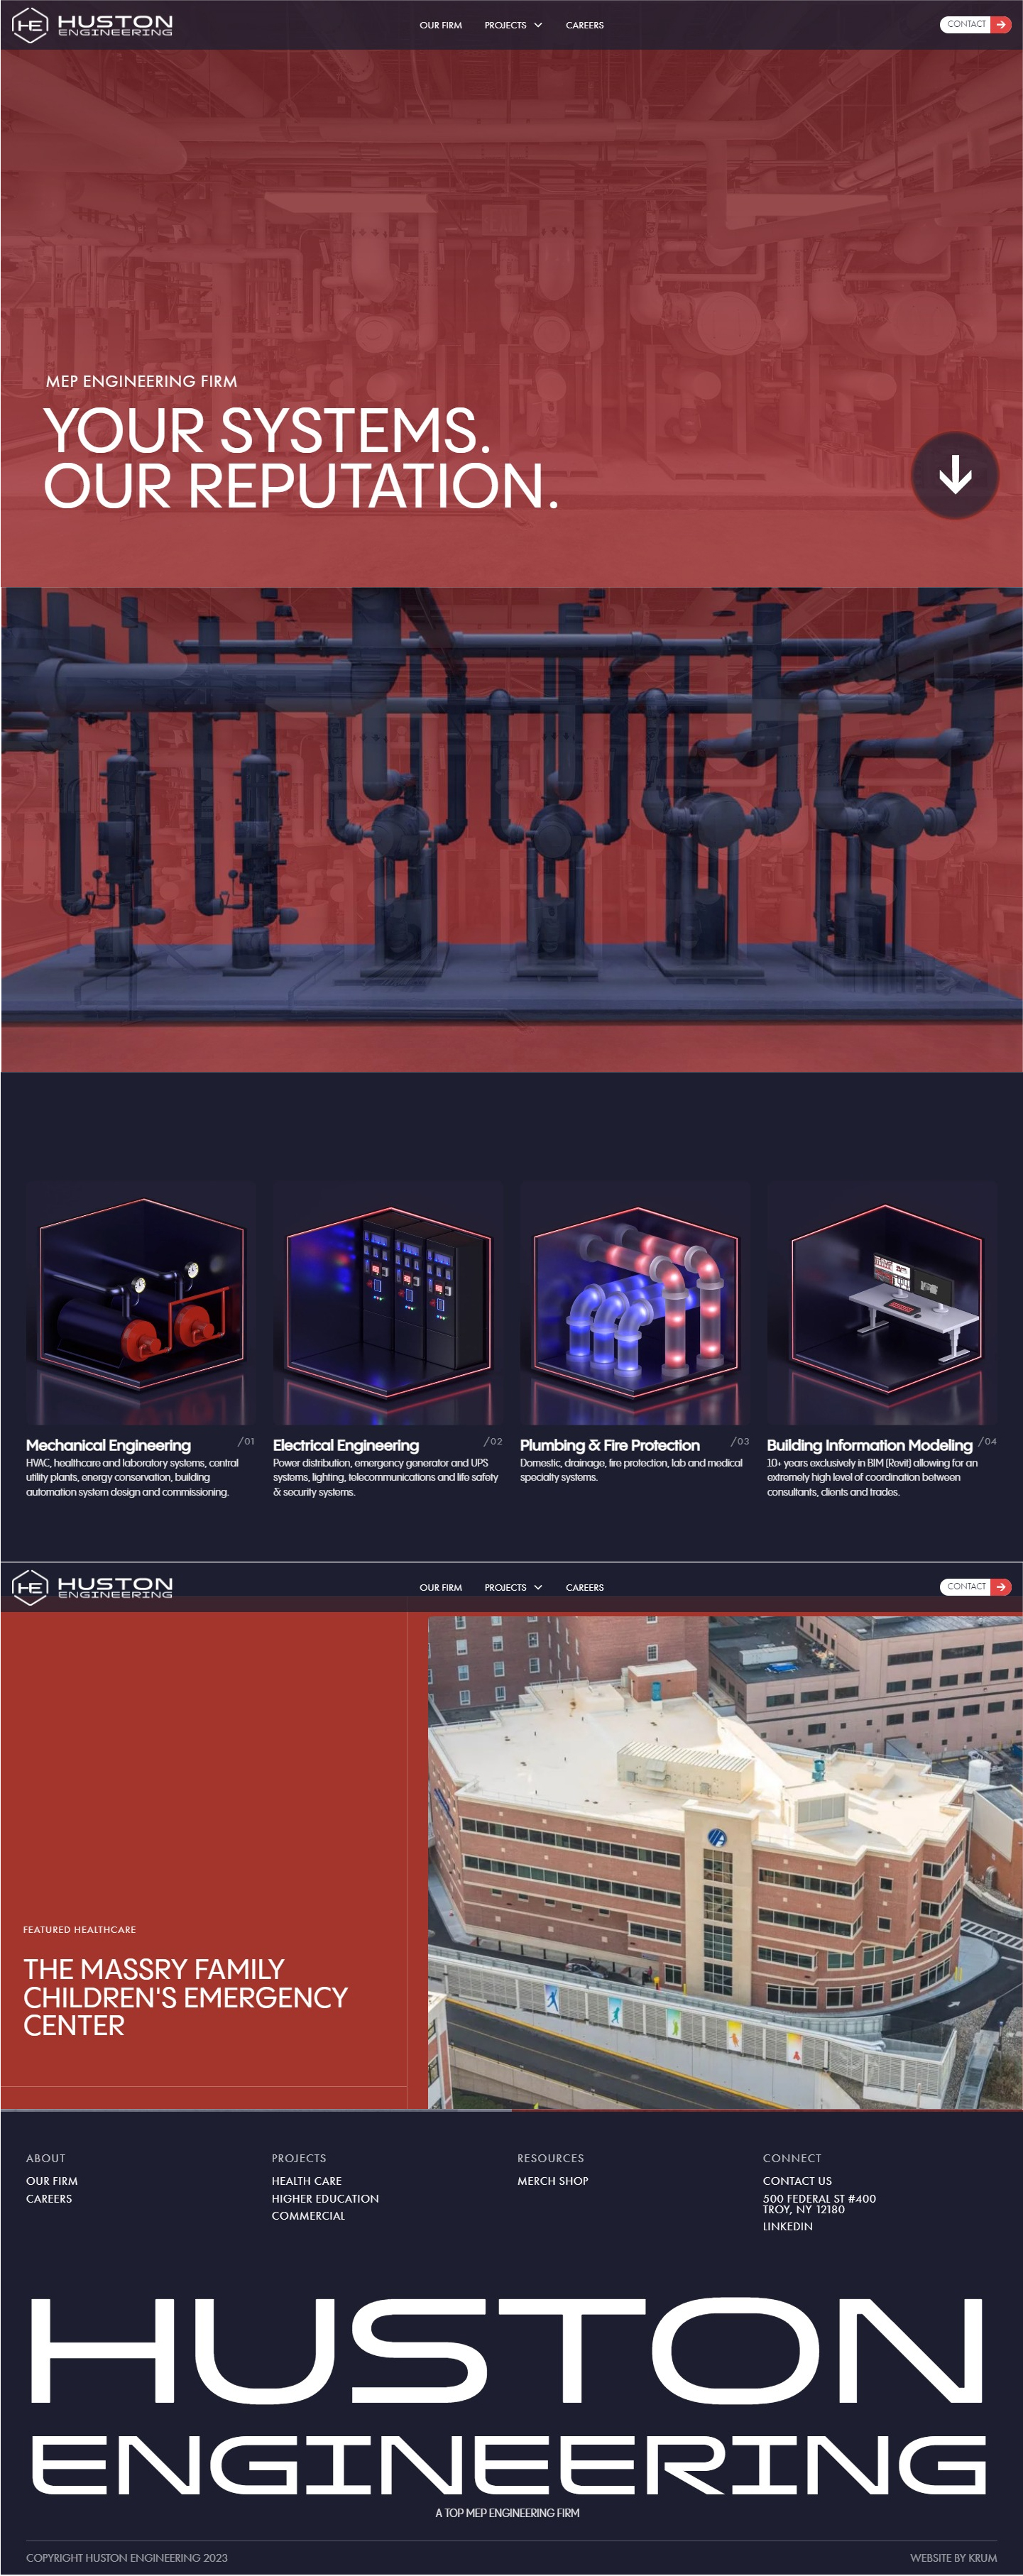 HE HUSTON
ENGINEERING
OUR FIRM PROJECTS CAREERS
CONTACT
MEP ENGINEERING FIRM
YOUR SYSTEMS.
OUR REPUTATION.
Mechanical Engineering /01
HVAC, healthcare and laboratory systems, central
utility plants, energy conservation, building
automation system design and commissioning.
Electrical Engineering /02
Power distribution, emergency generator and UPS
systems, lighting, telecommunications and life safety
& security systems.
Plumbing & Fire Protection /03
Domestic, drainage, fire protection, lab and medical
specialty systems.
Building Information Modeling /04
10+ years exclusively in BIM (Revit) allowing for an
extremely high level of coordination between
consultants, clients and trades.
HE HUSTON
ENGINEERING
OUR FIRM PROJECTS CAREERS
CONTACT
FEATURED HEALTHCARE
THE MASSRY FAMILY
CHILDREN'S EMERGENCY
CENTER
ABOUT
OUR FIRM
CAREERS
PROJECTS
HEALTH CARE
HIGHER EDUCATION
COMMERCIAL
RESOURCES
MERCH SHOP
CONNECT
CONTACT US
500 FEDERAL ST #400
TROY, NY 12180
LINKEDIN
HUSTON
ENGINEERING
A TOP MEP ENGINEERING FIRM
COPYRIGHT HUSTON ENGINEERING 2023
WEBSITE BY KRUM